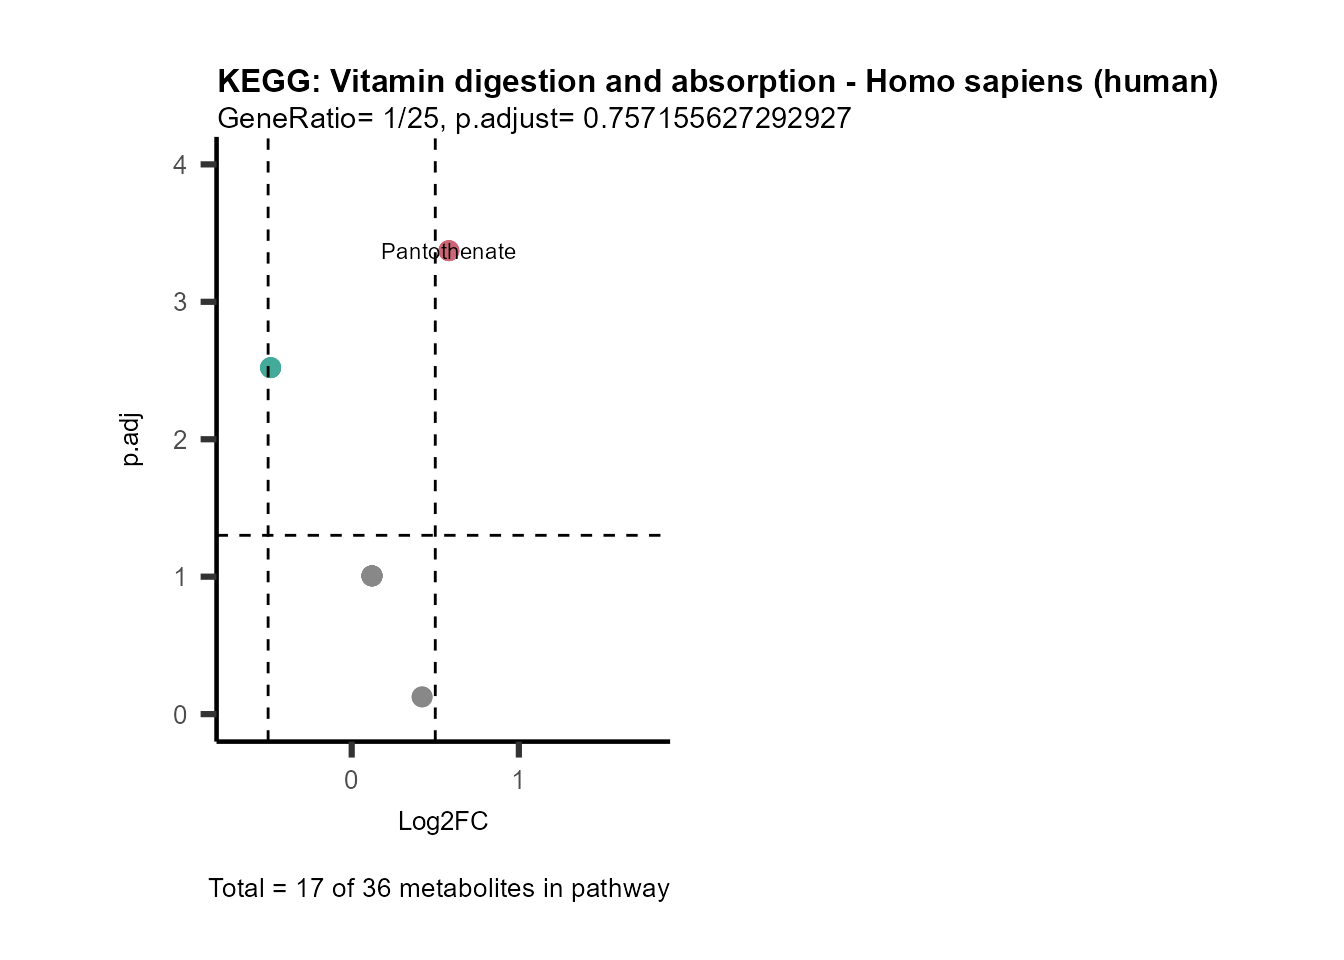 KEGG: Vitamin digestion and absorption - Homo sapiens (human)
GeneRatio= 1/25, p.adjust= 0.757155627292927
4
Pantothenate
3
2
p.adj
1
0
0 1
Log2FC
Total = 17 of 36 metabolites in pathway